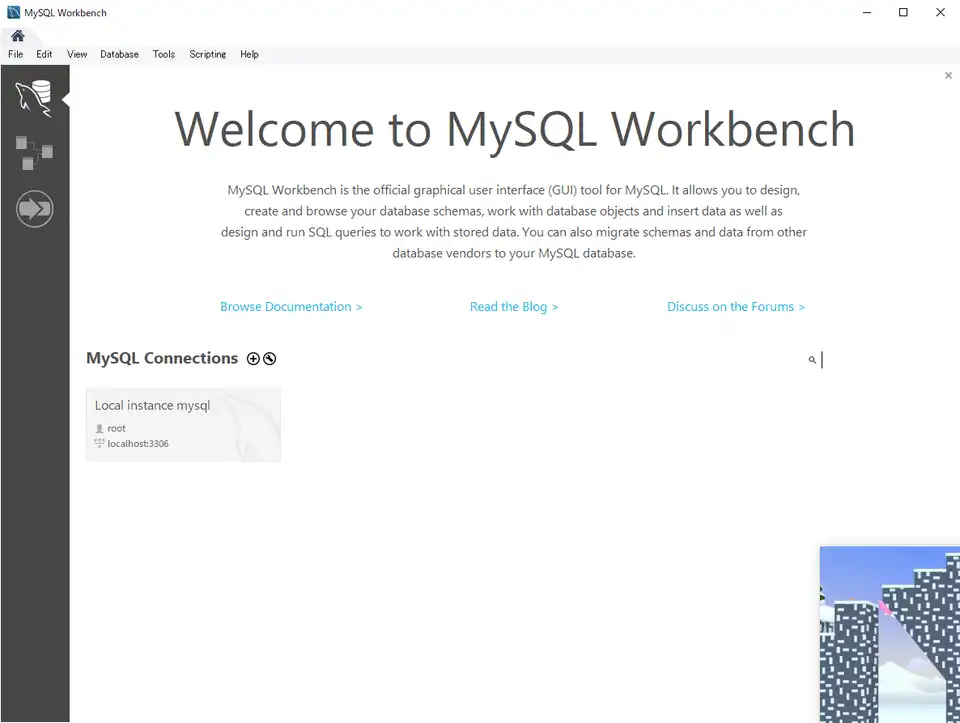 MySQL Workbench
File Edit View Database Tools Scripting Help
Welcome to MySQL Workbench
MySQL Workbench is the official graphical user interface (GUI) tool for MySQL. It allows you to design,
create and browse your database schemas, work with database objects and insert data as well as
design and run SQL queries to work with stored data. You can also migrate schemas and data from other
database vendors to your MySQL database.
Browse Documentation > Read the Blog > Discuss on the Forums >
MySQL Connections
Local instance mysql
root
localhost:3306